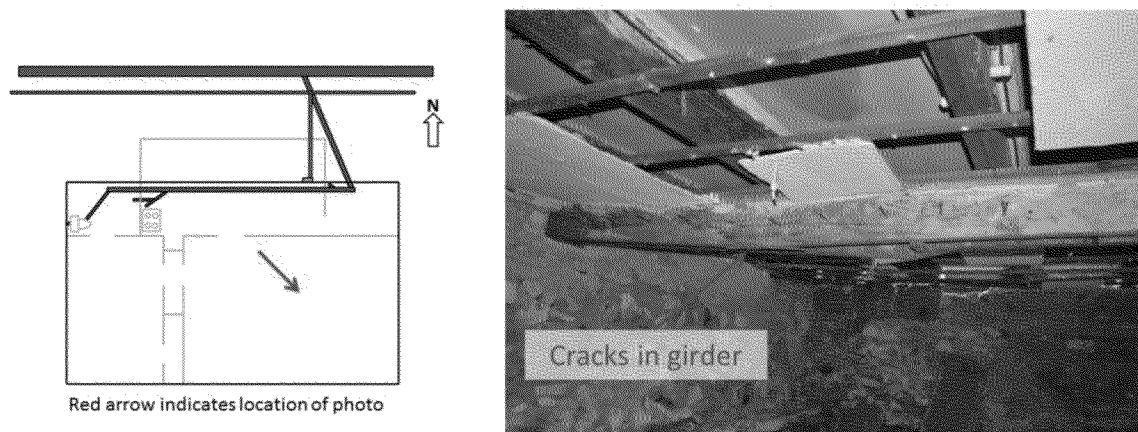 N
Red arrow indicates location of photo
Cracks in girder